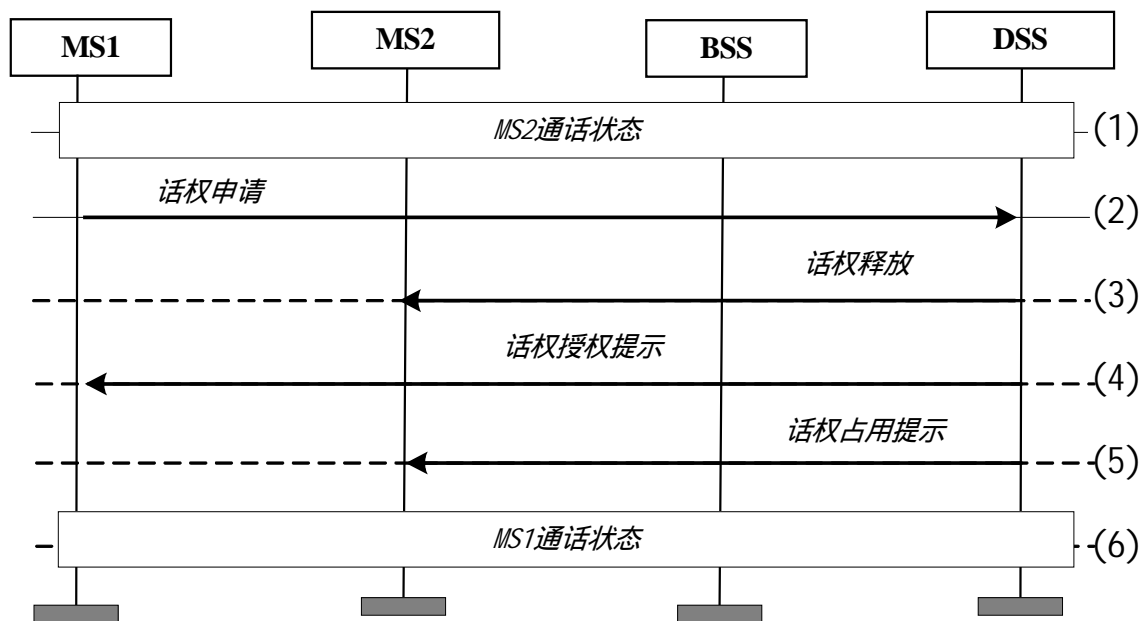 MS1 MS2 BSS DSS
MS2通话状态 (1)
话权申请
(2)
话权释放
(3)
话权授权提示
(4)
话权占用提示
(5)
MS1通话状态 (6)